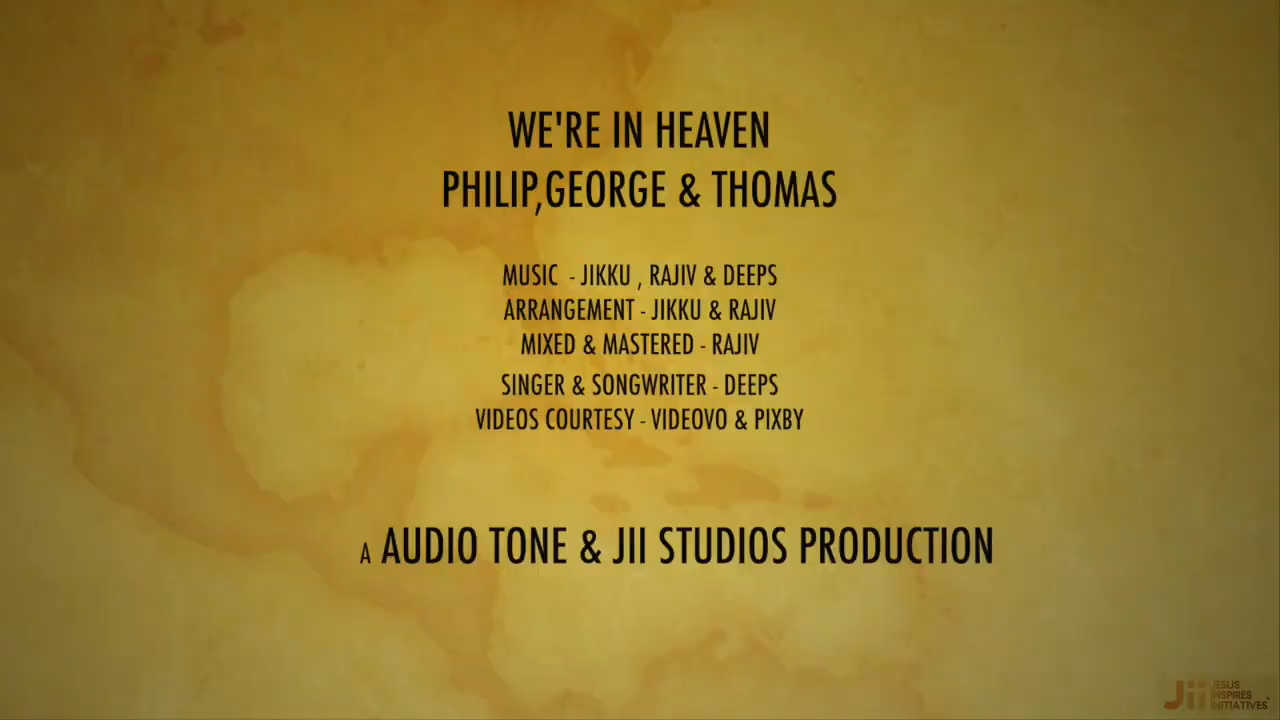 WE'RE IN HEAVEN
PHILIP,GEORGE & THOMAS
MUSIC - JIKKU , RAJIV & DEEPS
ARRANGEMENT - JIKKU & RAJIV
MIXED & MASTERED - RAJIV
SINGER & SONGWRITER - DEEPS
VIDEOS COURTESY - VIDEOVO & PIXBY
A AUDIO TONE & JII STUDIOS PRODUCTION
Jii
JESUS
INSPIRES
INITIATIVES